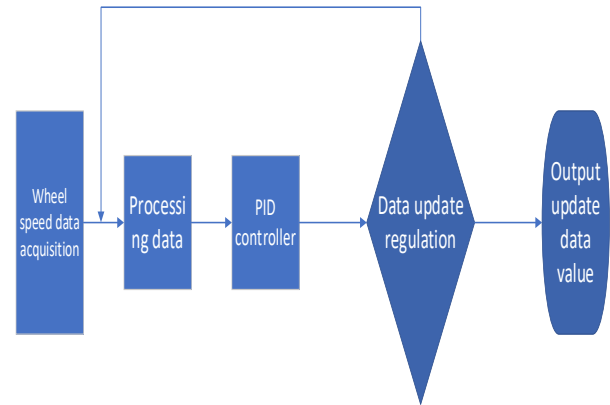 Wheel
speed data
acquisition
Processi
ng data
PID
controller
Data update
regulation
Output
update
data
value